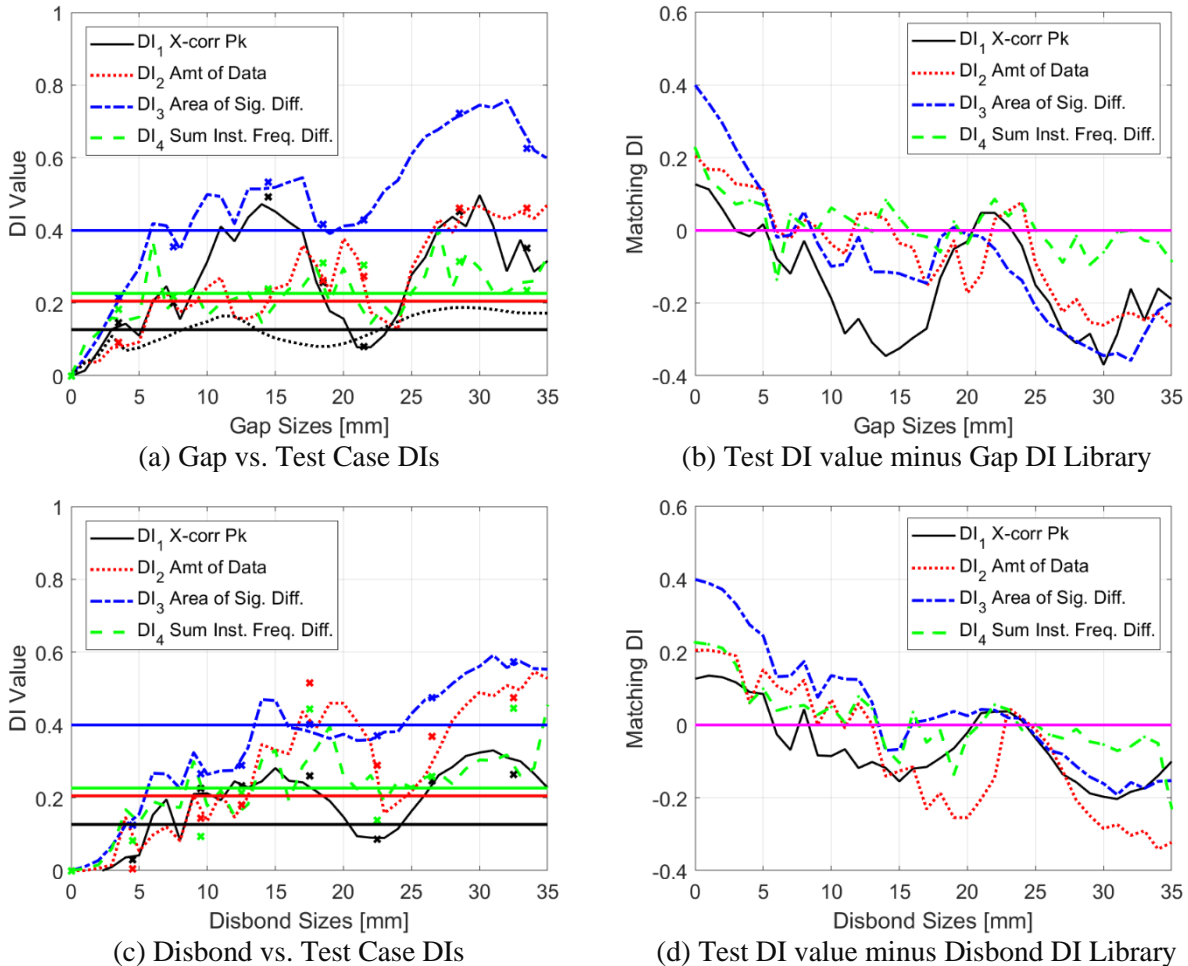 1
0.8
0.6
0.4
0.2
0
DI Value
DI₁ X-corr Pk
DI₂ Amt of Data
DI₃ Area of Sig. Diff.
DI₄ Sum Inst. Freq. Diff.
0 5 10 15 20 25 30 35
Gap Sizes [mm]
(a) Gap vs. Test Case DIs
0.6
0.4
0.2
0
-0.2
-0.4
Matching DI
DI₁ X-corr Pk
DI₂ Amt of Data
DI₃ Area of Sig. Diff.
DI₄ Sum Inst. Freq. Diff.
0 5 10 15 20 25 30 35
Gap Sizes [mm]
(b) Test DI value minus Gap DI Library
1
0.8
0.6
0.4
0.2
0
DI Value
DI₁ X-corr Pk
DI₂ Amt of Data
DI₃ Area of Sig. Diff.
DI₄ Sum Inst. Freq. Diff.
0 5 10 15 20 25 30 35
Disbond Sizes [mm]
(c) Disbond vs. Test Case DIs
0.6
0.4
0.2
0
-0.2
-0.4
Matching DI
DI₁ X-corr Pk
DI₂ Amt of Data
DI₃ Area of Sig. Diff.
DI₄ Sum Inst. Freq. Diff.
0 5 10 15 20 25 30 35
Disbond Sizes [mm]
(d) Test DI value minus Disbond DI Library